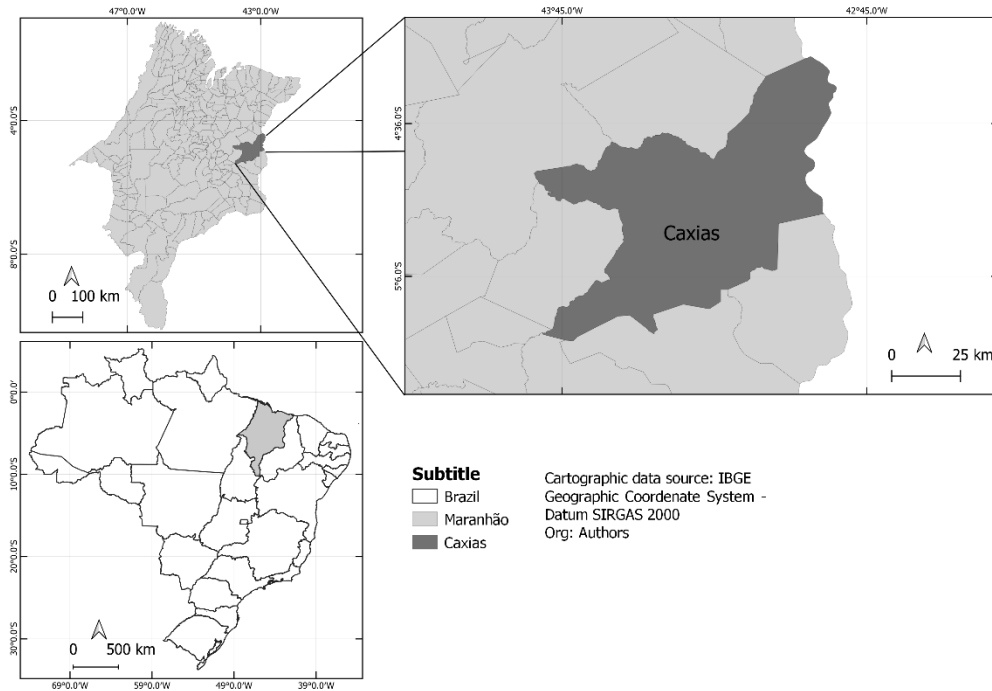 47°0.0'W
43°0.0'W
4°0.0'S
8°0.0'S
0 100 km
43°45.0'W
42°45.0'W
4°36.0'S
5°6.0'S
Caxias
0 25 km
0°0.0'
10°0.0'S
20°0.0'S
30°0.0'S
0 500 km
69°0.0'W
59°0.0'W
49°0.0'W
39°0.0'W
Subtitle
Brazil
Maranhão
Caxias
Cartographic data source: IBGE
Geographic Coordenate System -
Datum SIRGAS 2000
Org: Authors